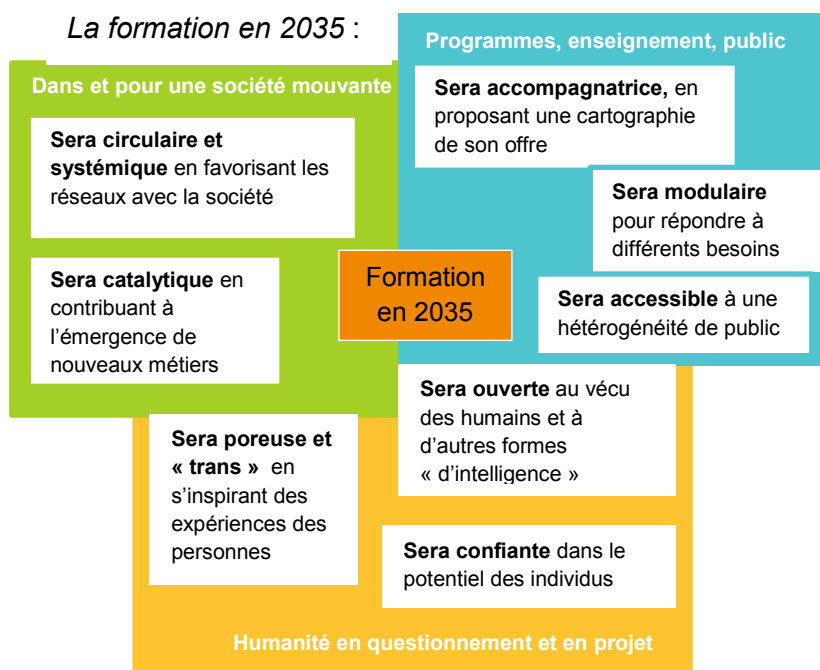 La formation en 2035 :
Dans et pour une société mouvante
Sera circulaire et
systémique en favorisant les
réseaux avec la société
Sera catalytique en
contribuant à
l’émergence de
nouveaux métiers
Programmes, enseignement, public
Sera accompagnatrice, en
proposant une cartographie
de son offre
Sera modulaire
pour répondre à
différents besoins
Sera accessible à une
hétérogénéité de public
Formation
en 2035
Sera poreuse et
« trans » en
s’inspirant des
expériences des
personnes
Sera ouverte au vécu
des humains et à
d’autres formes
« d’intelligence »
Sera confiante dans le
potentiel des individus
Humanité en questionnement et en projet